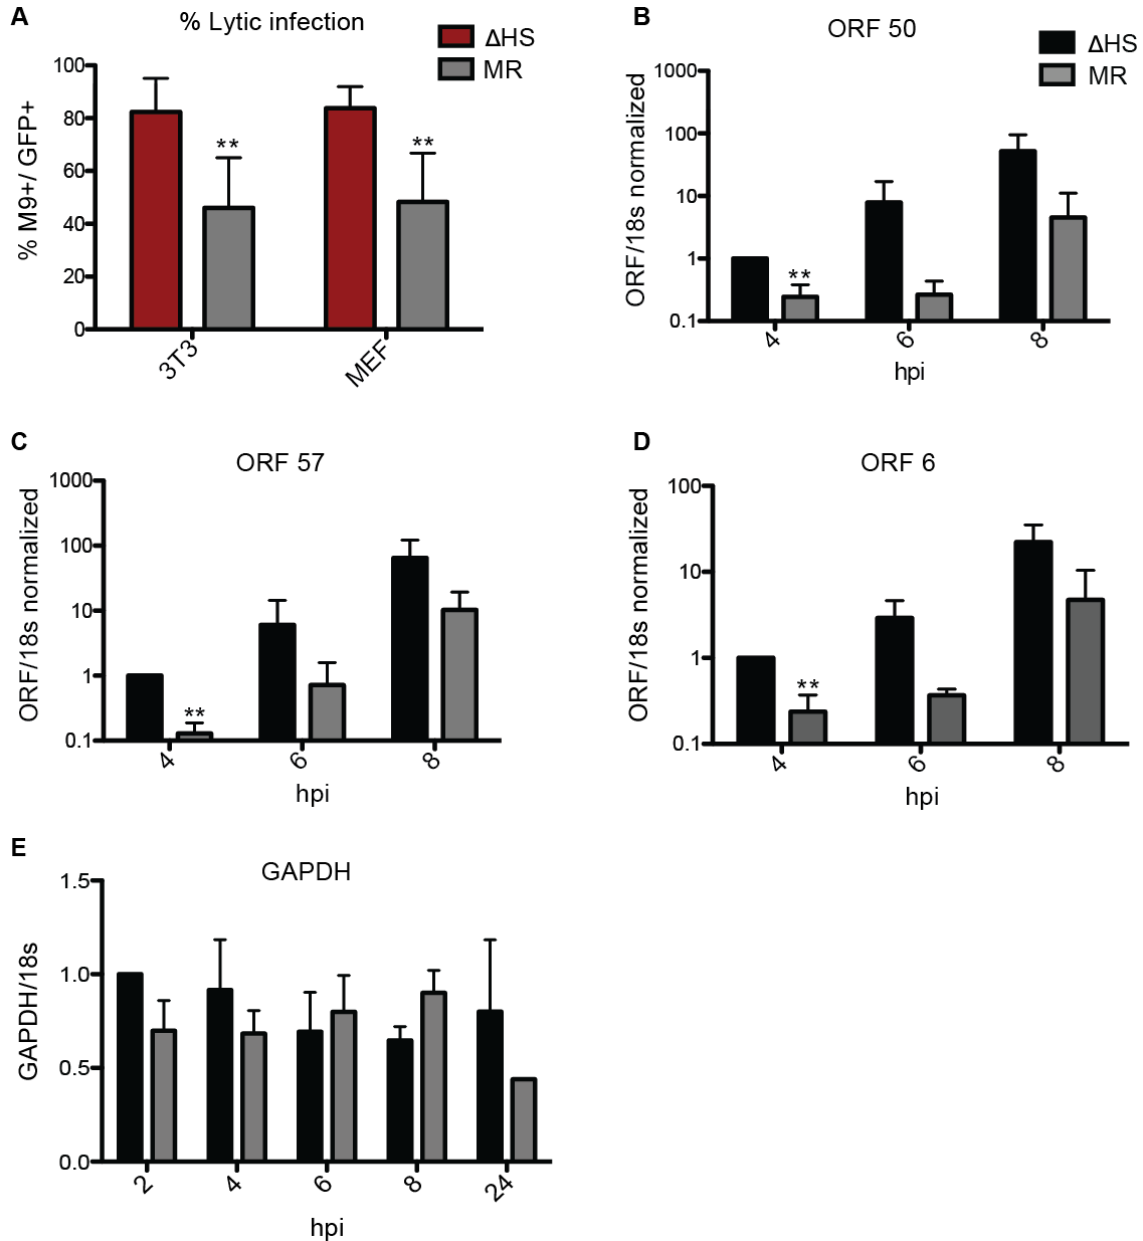 A
% Lytic infection
ΔHS
MR
% M9+/ GFP+
100
80
60
40
20
0
3T3
MEF
**
**
B
ORF 50
ΔHS
MR
ORF/18s normalized
1000
100
10
1
0.1
**
4
6
8
hpi
C
ORF 57
ORF/18s normalized
1000
100
10
1
0.1
**
4
6
8
hpi
D
ORF 6
ORF/18s normalized
100
10
1
0.1
**
4
6
8
hpi
E
GAPDH
GAPDH/18s
1.5
1.0
0.5
0.0
2
4
6
8
24
hpi